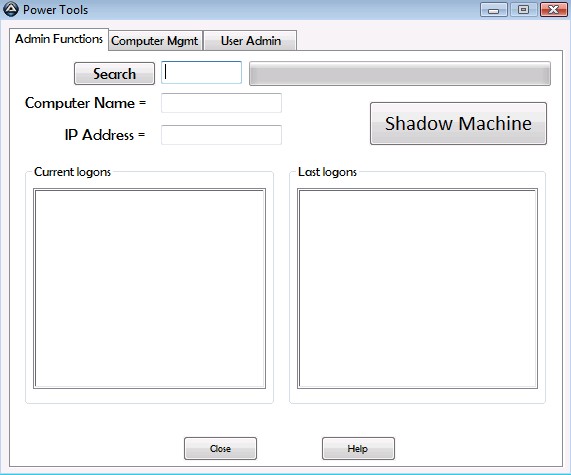 Power Tools
Admin Functions
Computer Mgmt
User Admin
Search
Computer Name =
IP Address =
Shadow Machine
Current logons
Last logons
Close
Help